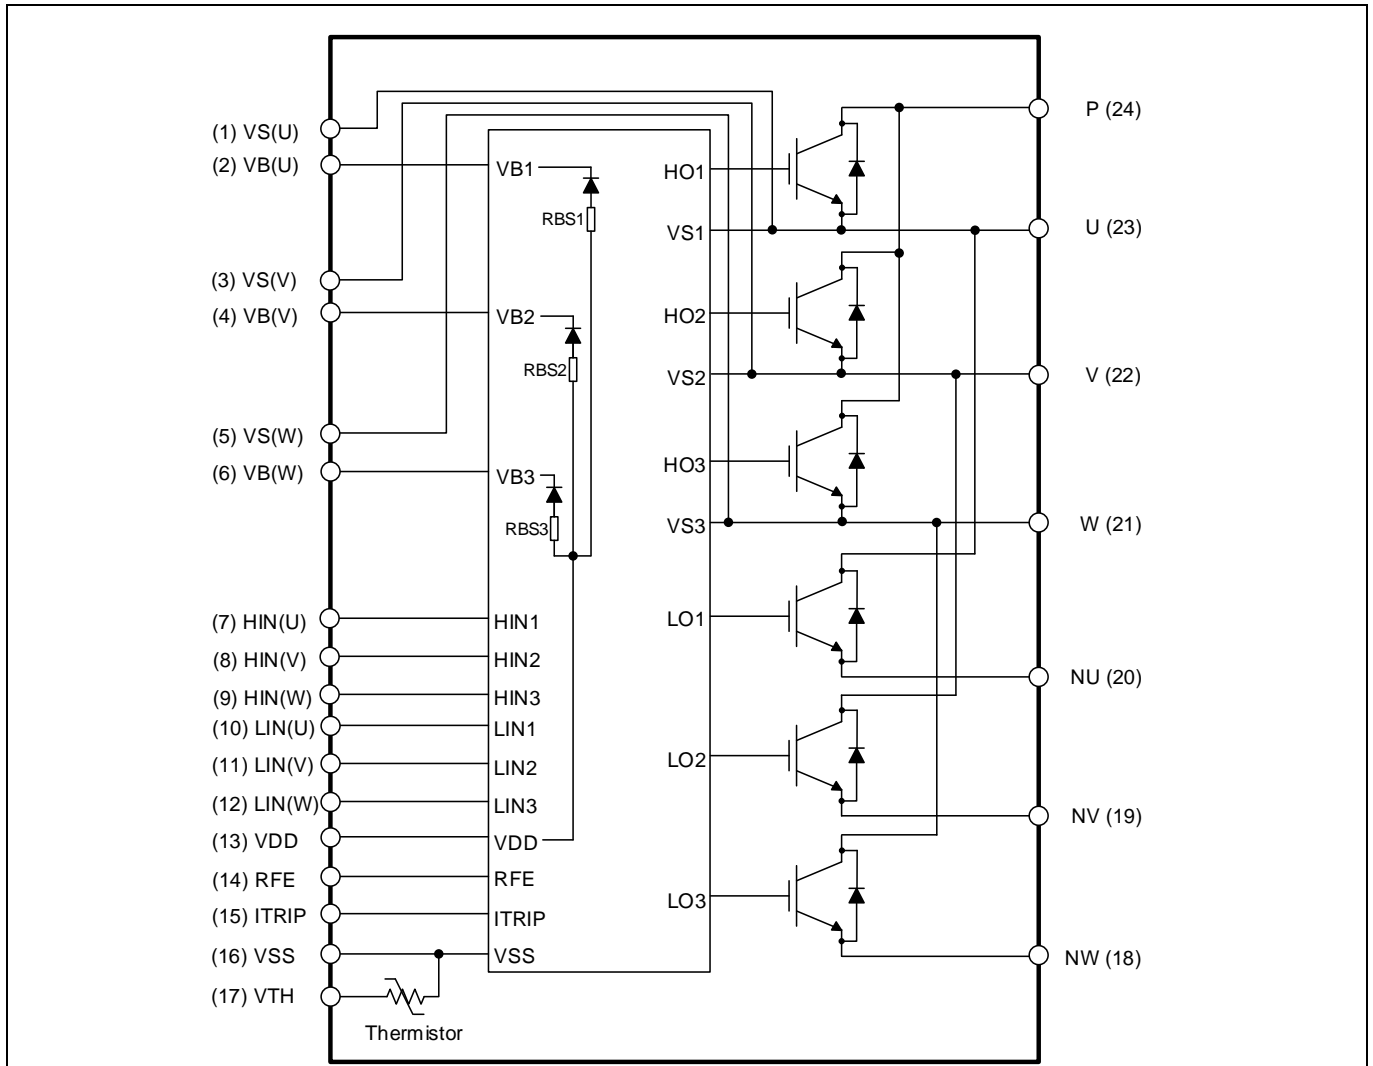 (1) VS(U)
(2) VB(U)
(3) VS(V)
(4) VB(V)
(5) VS(W)
(6) VB(W)
(7) HIN(U)
(8) HIN(V)
(9) HIN(W)
(10) LIN(U)
(11) LIN(V)
(12) LIN(W)
(13) VDD
(14) RFE
(15) ITRIP
(16) VSS
(17) VTH
Thermistor
VB1
RBS1
VB2
RBS2
VB3
RBS3
HIN1
HIN2
HIN3
LIN1
LIN2
LIN3
VDD
RFE
ITRIP
VSS
HO1
VS1
HO2
VS2
HO3
VS3
LO1
LO2
LO3
P (24)
U (23)
V (22)
W (21)
NU (20)
NV (19)
NW (18)